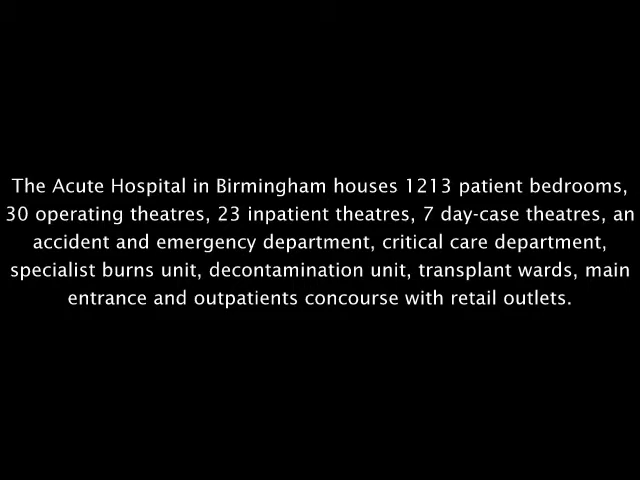 The Acute Hospital in Birmingham houses 1213 patient bedrooms,
30 operating theatres, 23 inpatient theatres, 7 day-case theatres, an
accident and emergency department, critical care department,
specialist burns unit, decontamination unit, transplant wards, main
entrance and outpatients concourse with retail outlets.